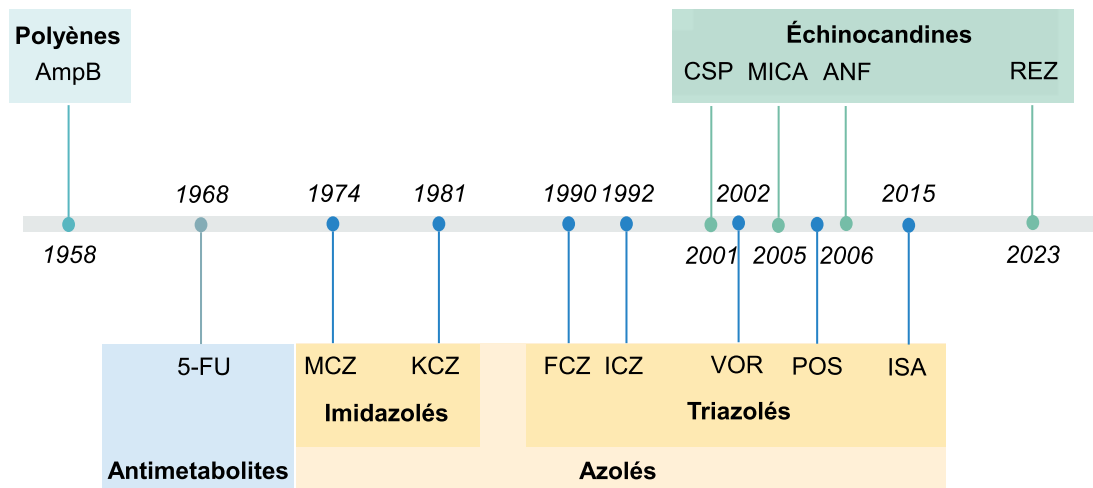 Polyènes
AmpB
Échinocandines
CSP MICA ANF REZ
1968 1974 1981 1990 1992 2002 2015
1958 2001 2005 2006 2023
5-FU MCZ KCZ FCZ ICZ VOR POS ISA
Imidazolés Triazolés
Antimetabolites Azolés